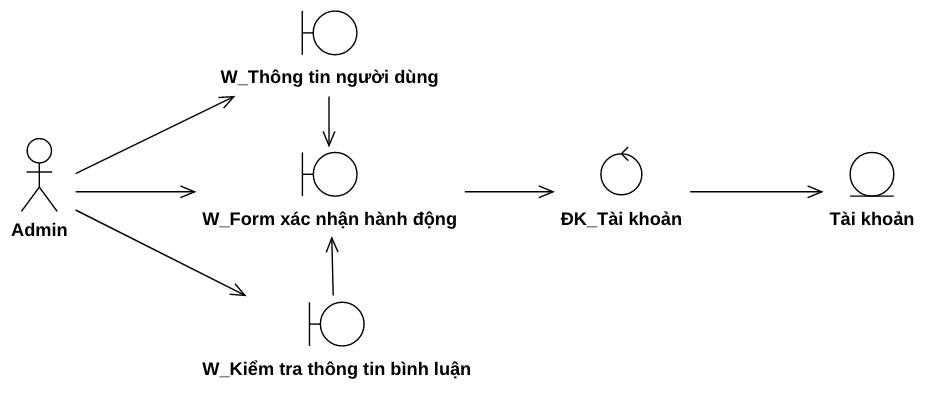 W_Thông tin người dùng
Admin
W_Form xác nhận hành động
ĐK_Tài khoản
Tài khoản
W_Kiểm tra thông tin bình luận